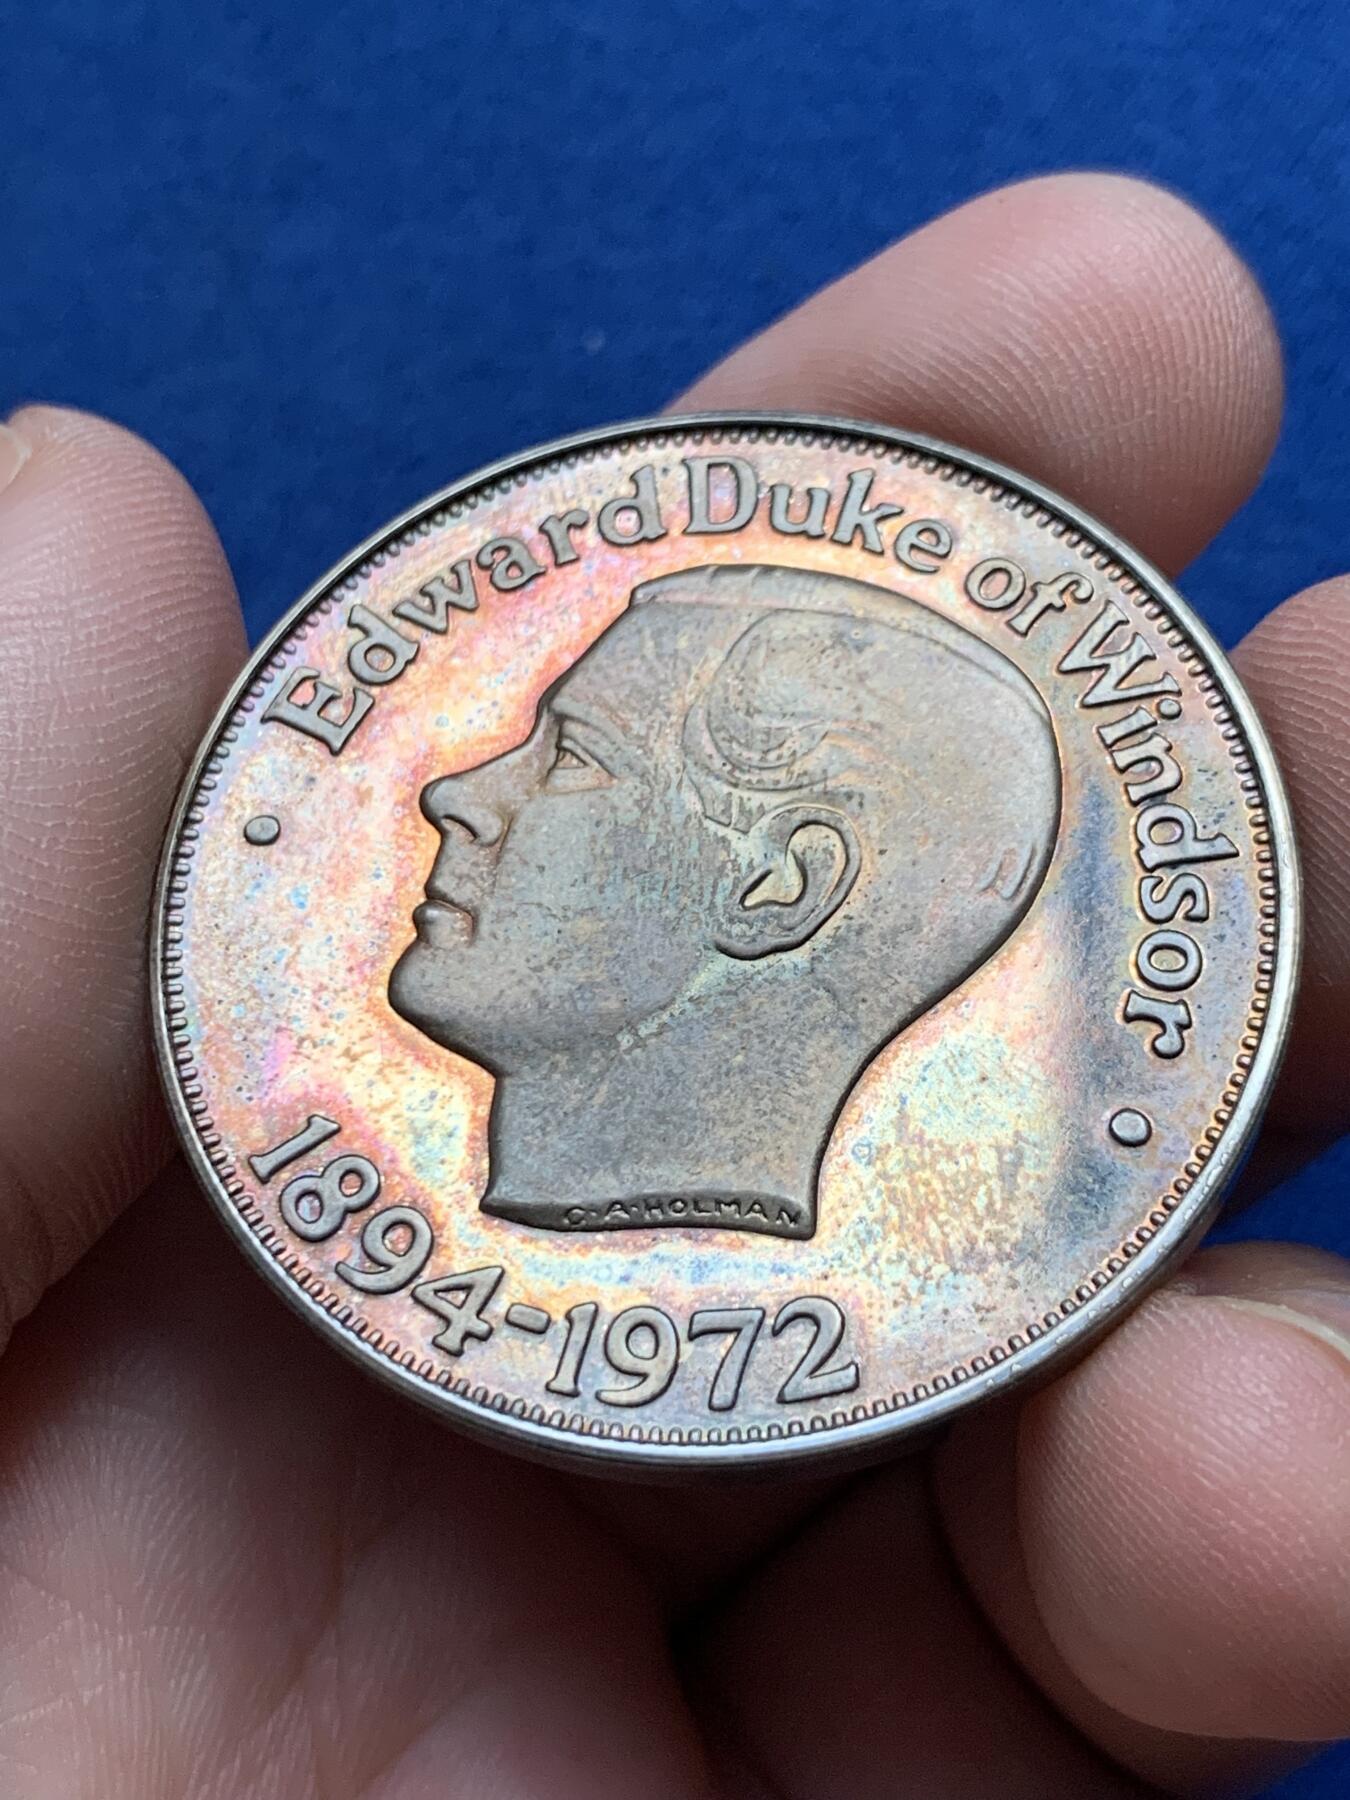 Edward Duke of Windsor
C·A·HOLMAN
1894-1972